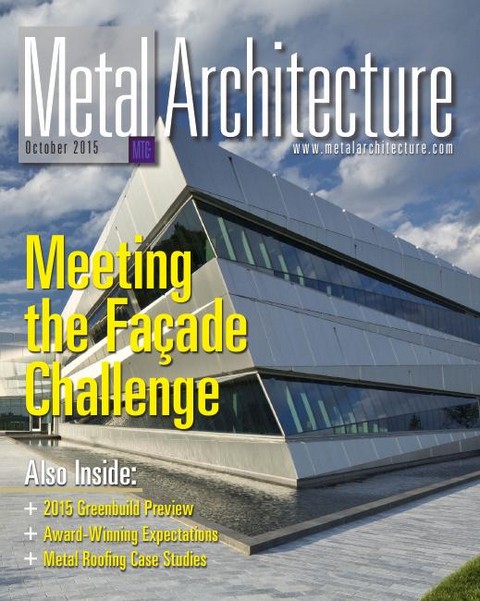 Metal Architecture
October 2015
MTG
www.metalarchitecture.com
Meeting
the Façade
Challenge
Also Inside:
+ 2015 Greenbuild Preview
+ Award-Winning Expectations
+ Metal Roofing Case Studies